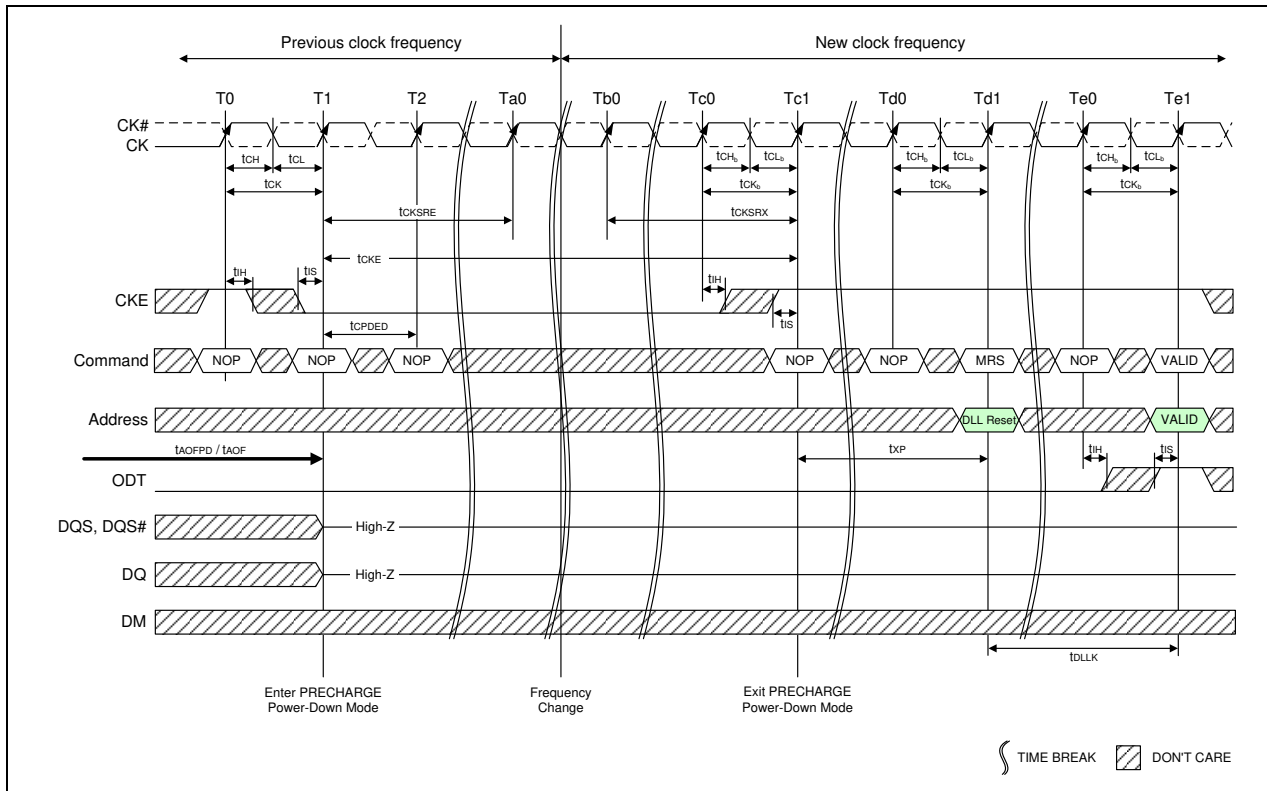 Previous clock frequency New clock frequency
T0 T1 T2 Ta0 Tb0 Tc0 Tc1 Td0 Td1 Te0 Te1
CK#
CK
tCH tCL tCHb tCLb tCHb tCLb tCHb tCLb
tCK tCKb tCKb tCKb
tCKSRE tCKSRX
tCKE
tIH tIS tIH
CKE
tIS
tCPDED
Command NOP NOP NOP NOP NOP MRS NOP VALID
Address DLL Reset VALID
tAOFPD / tAOF tXP tIH tIS
ODT
DQS, DQS# High-Z
DQ High-Z
DM
tDLLK
Enter PRECHARGE Frequency Exit PRECHARGE
Power-Down Mode Change Power-Down Mode
TIME BREAK DON'T CARE